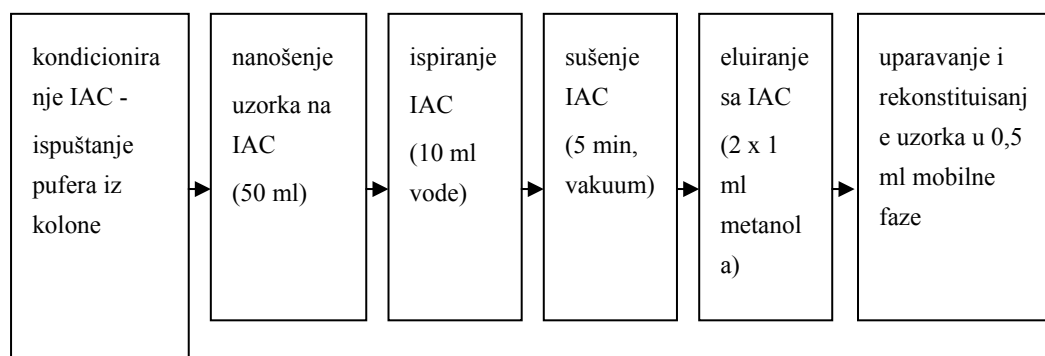 kondicionira
nje IAC -
ispuštanje
pufera iz
kolone
nanošenje
uzorka na
IAC
(50 ml)
ispiranje
IAC
(10 ml
vode)
sušenje
IAC
(5 min,
vakuum)
eluiranje
sa IAC
(2 x 1
ml
metanol
a)
uparavanje i
rekonstituisanj
e uzorka u 0,5
ml mobilne
faze